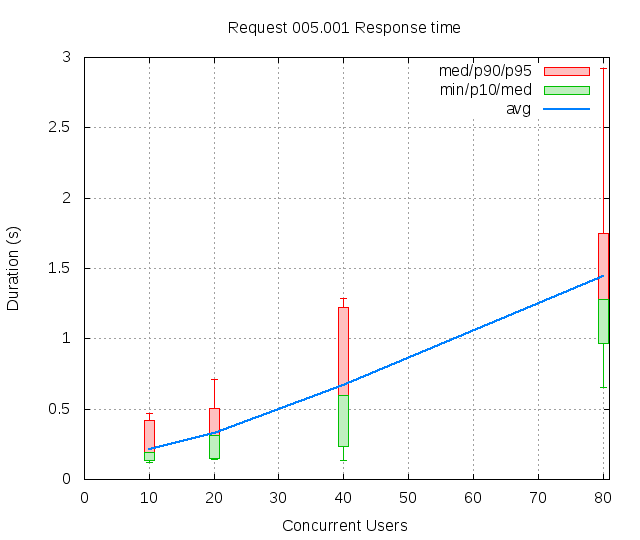 Request 005.001 Response time
med/p90/p95
min/p10/med
avg
3
2.5
2
1.5
1
0.5
0
0 10 20 30 40 50 60 70 80
Duration (s)
Concurrent Users